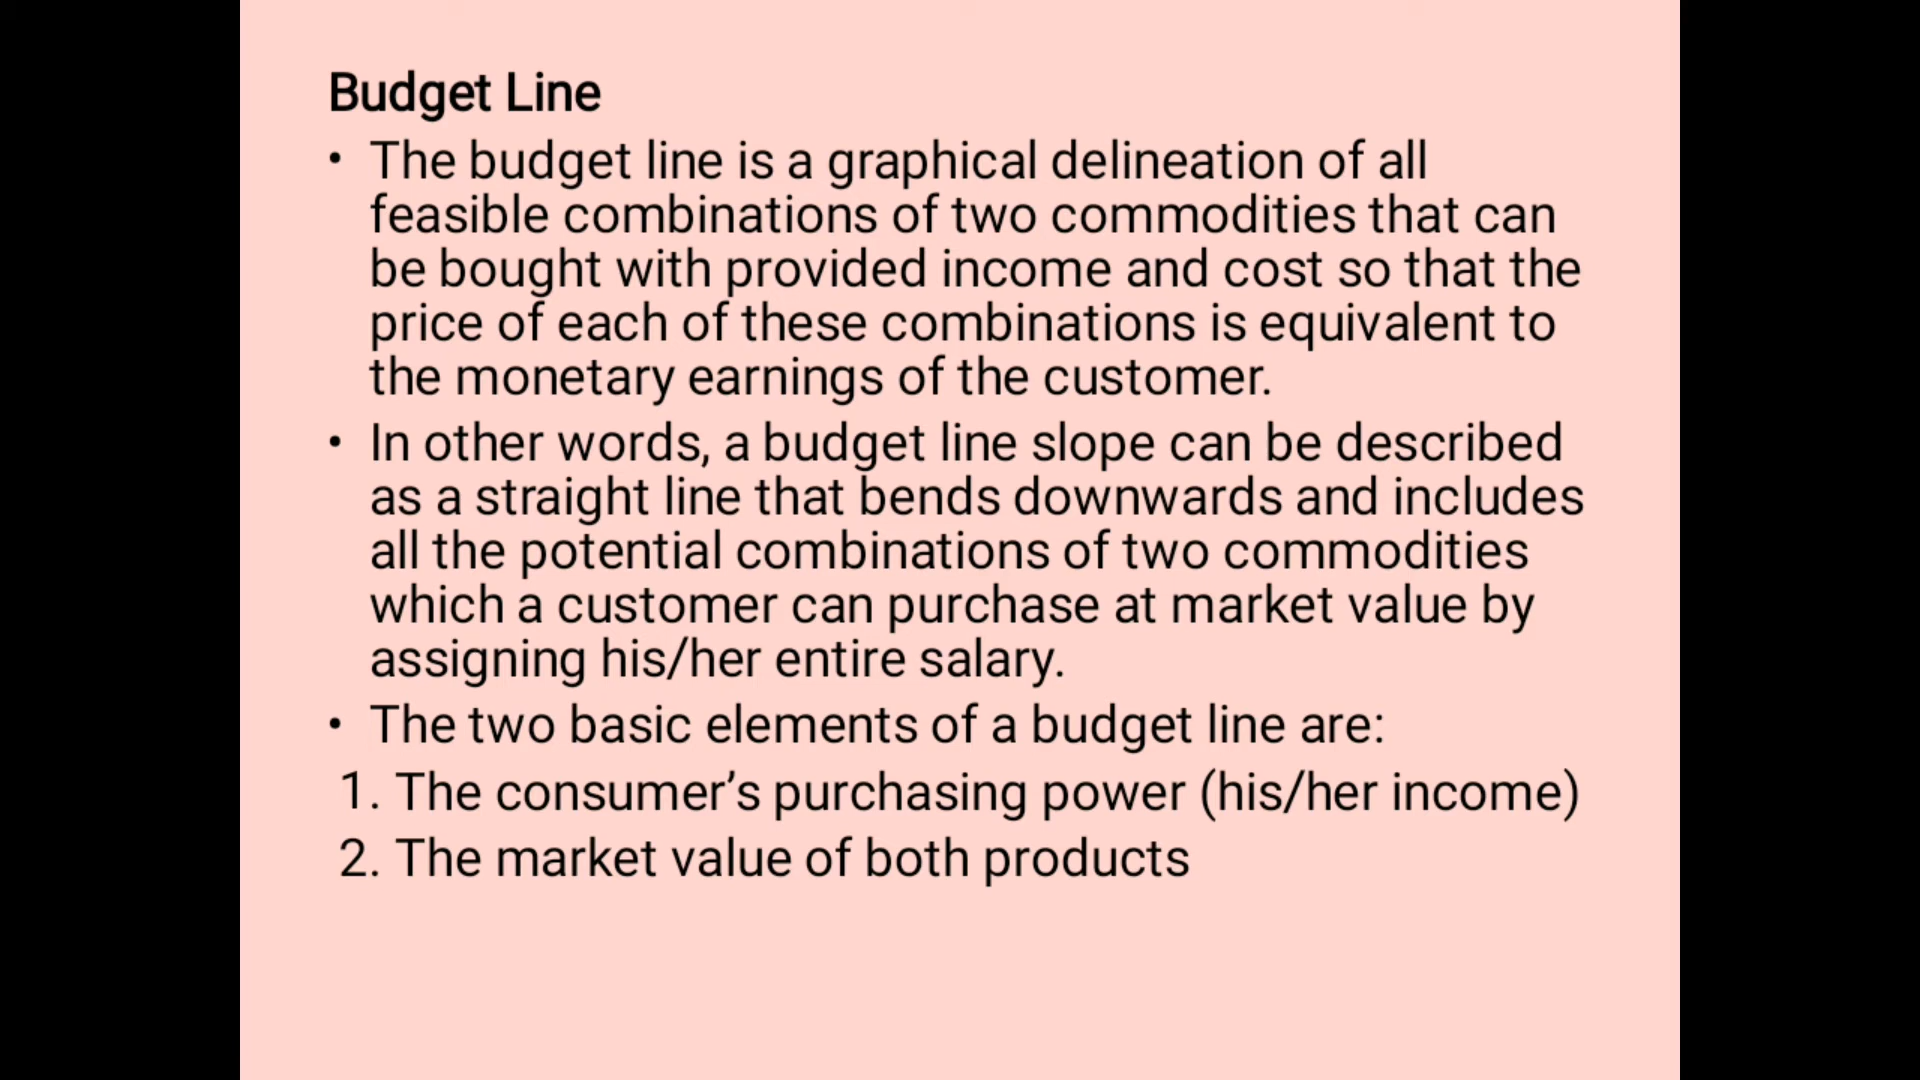 Budget Line
• The budget line is a graphical delineation of all
feasible combinations of two commodities that can
be bought with provided income and cost so that the
price of each of these combinations is equivalent to
the monetary earnings of the customer.
• In other words, a budget line slope can be described
as a straight line that bends downwards and includes
all the potential combinations of two commodities
which a customer can purchase at market value by
assigning his/her entire salary.
• The two basic elements of a budget line are:
1. The consumer’s purchasing power (his/her income)
2. The market value of both products